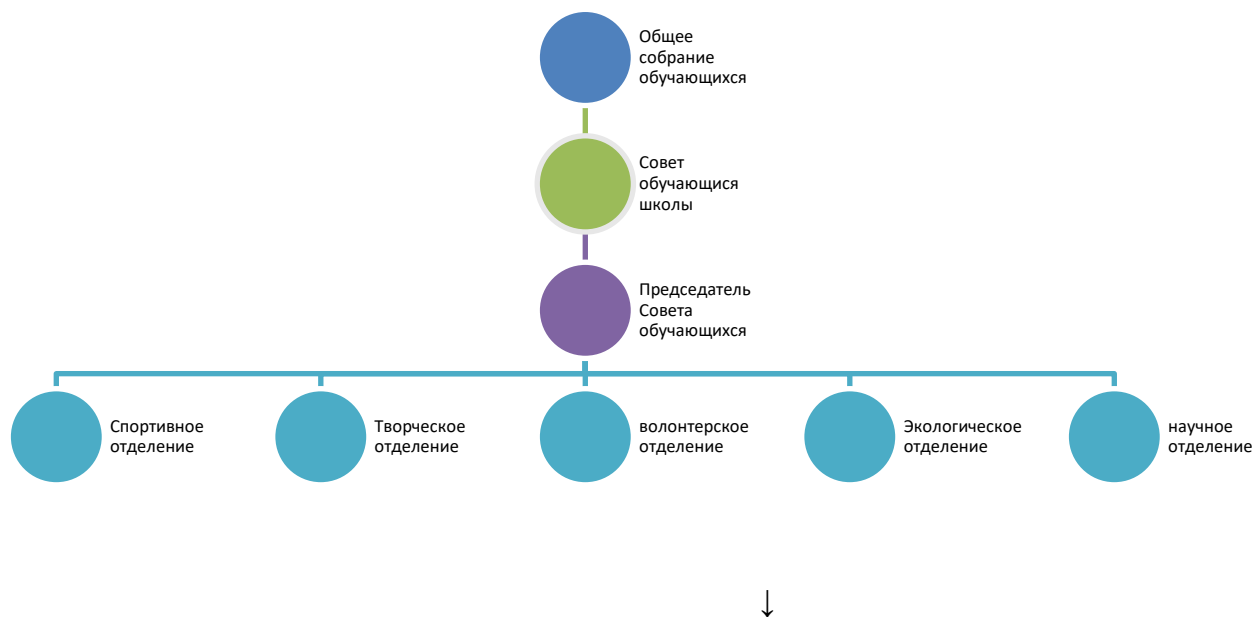 Общее
собрание
обучающихся
Совет
обучающися
школы
Председатель
Совета
обучающихся
Спортивное
отделение
Творческое
отделение
волонтерское
отделение
Экологическое
отделение
научное
отделение
↓